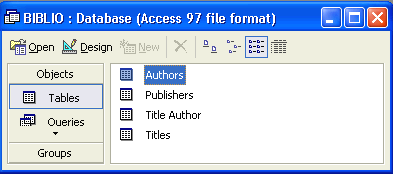 BIBLIO : Database (Access 97 file format)
Open Design New
Objects
Tables
Queries
Groups
Authors
Publishers
Title Author
Titles